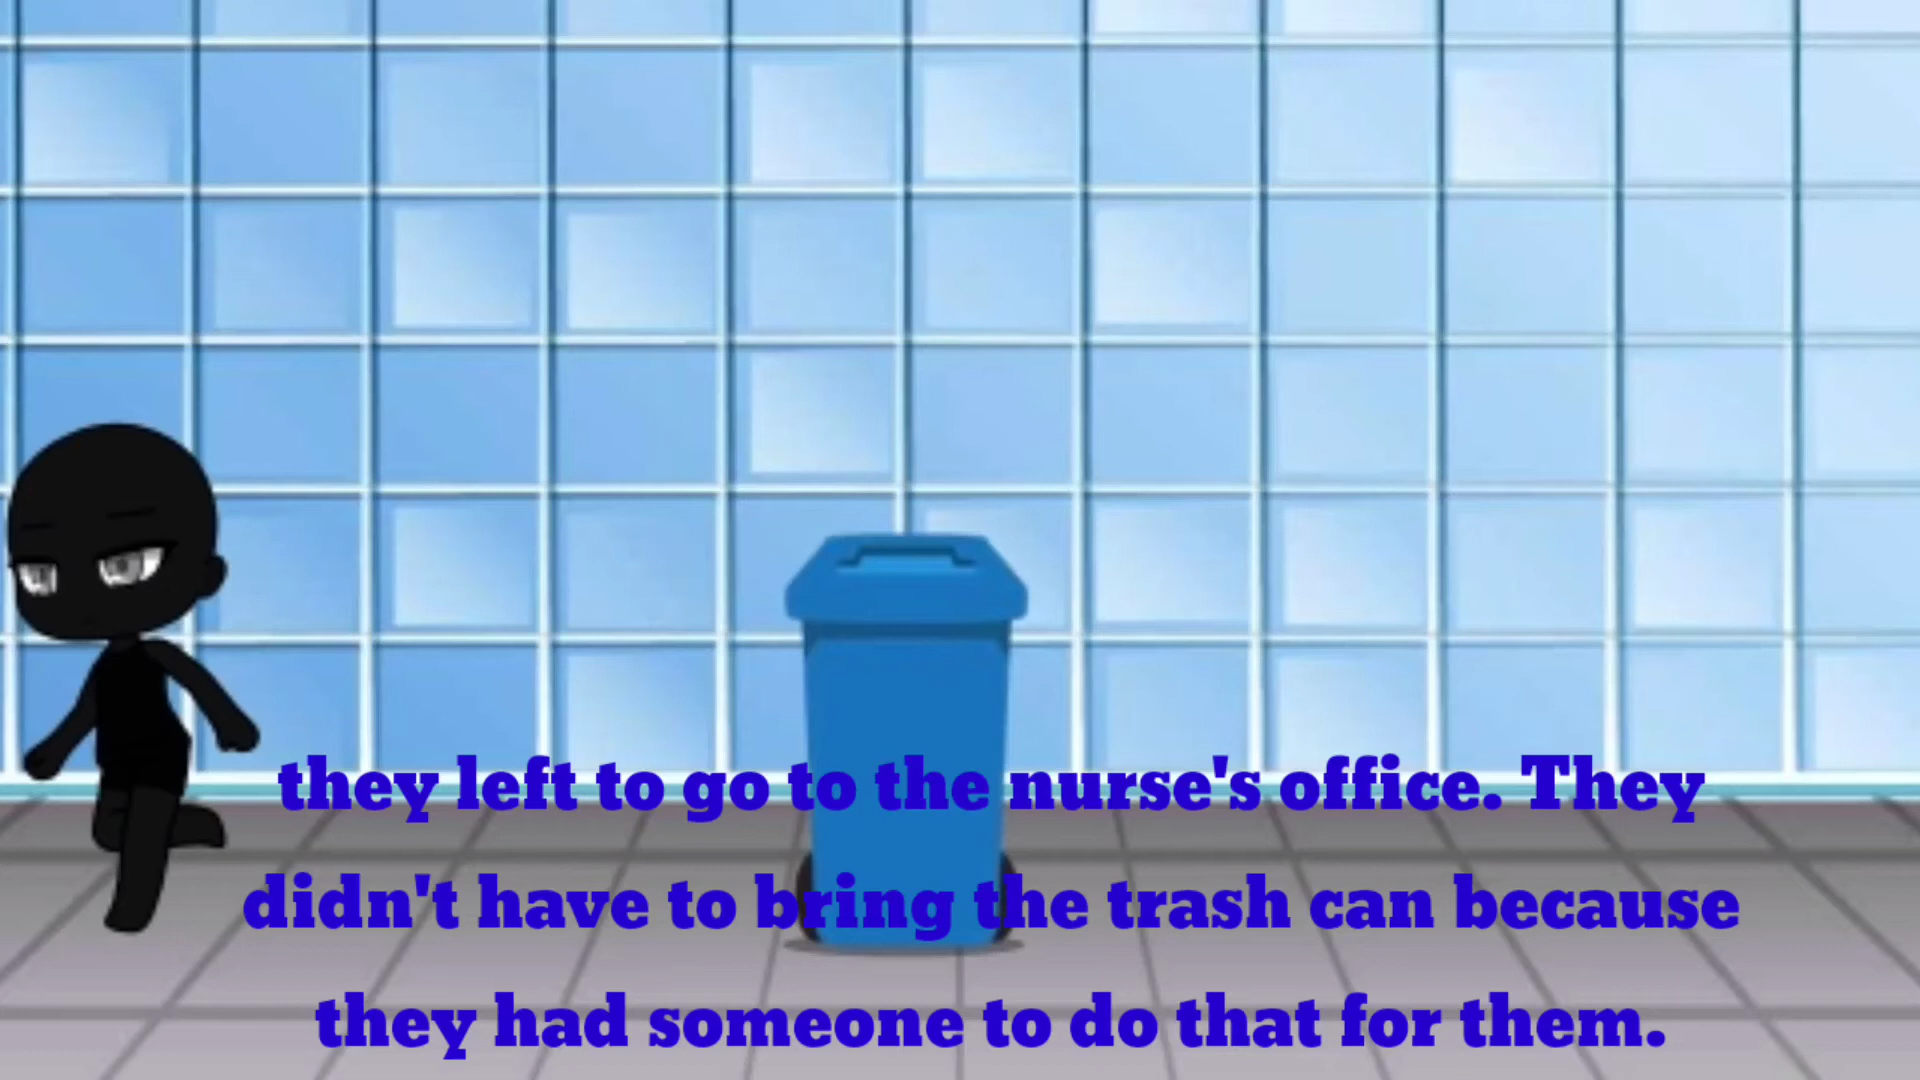 they left to go to the nurse's office. They
didn't have to bring the trash can because
they had someone to do that for them.